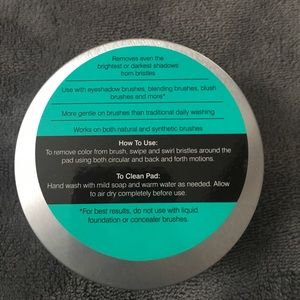 Removes even the
brightest or darkest shadows
from bristles
Use with eyeshadow brushes, blending brushes, blush
brushes and more*
More gentle on brushes than traditional daily washing
Works on both natural and synthetic brushes
How To Use:
To remove color from brush, swipe and swirl bristles around the
pad using both circular and back and forth motions.
To Clean Pad:
Hand wash with mild soap and warm water as needed. Allow
to air dry completely before use.
*For best results, do not use with liquid
foundation or concealer brushes.